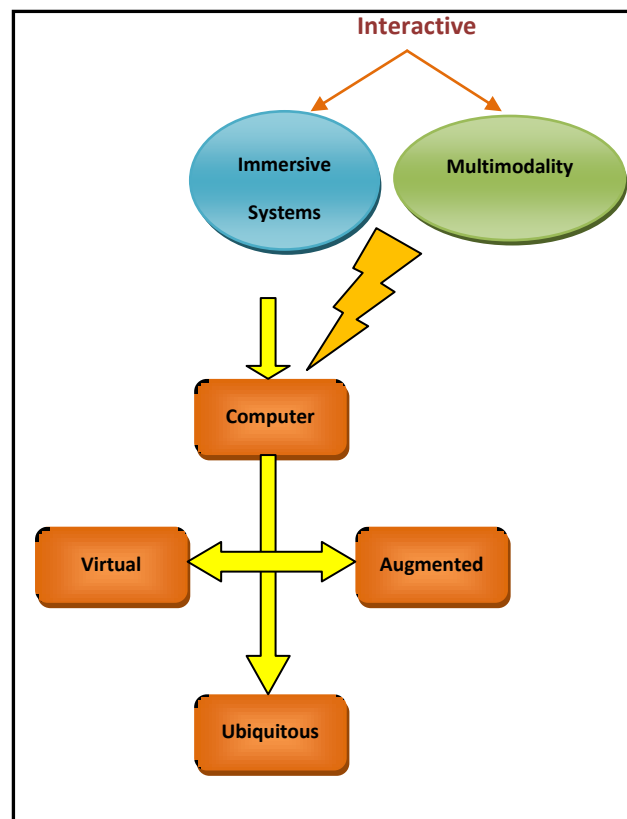 Interactive
Immersive
Systems
Multimodality
Computer
Virtual
Augmented
Ubiquitous